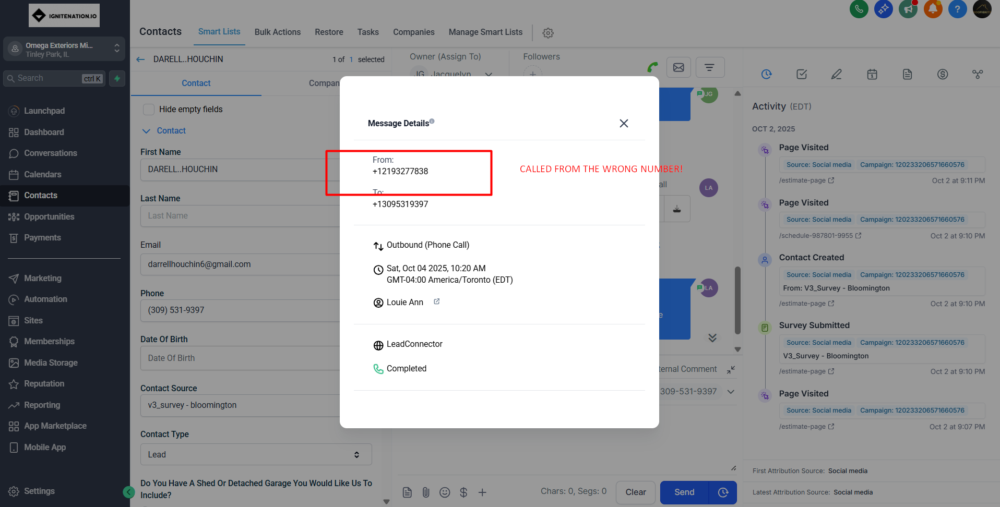 IGNITENATION.IO
Omega Exteriors Mi...
Tinley Park, IL
Search
ctrl K
Launchpad
Dashboard
Conversations
Calendars
Contacts
Opportunities
Payments
Marketing
Automation
Sites
Memberships
Media Storage
Reputation
Reporting
App Marketplace
Mobile App
Settings
Contacts
Smart Lists
Bulk Actions
Restore
Tasks
Companies
Manage Smart Lists
?
DARELL..HOUCHIN
1 of 1 selected
Contact
Compan
Hide empty fields
Contact
First Name
DARELL..HOUCHIN
Last Name
Last Name
Email
darrellhouchin6@gmail.com
Phone
(309) 531-9397
Date Of Birth
Date Of Birth
Contact Source
v3_survey - bloomington
Contact Type
Lead
Do You Have A Shed Or Detached Garage You Would Like Us To
Include?
Owner (Assign To)
Followers
JG Jacquelyn
JG
Message Details
From:
+12193277838
CALLED FROM THE WRONG NUMBER!
To:
+13095319397
Outbound (Phone Call)
Sat, Oct 04 2025, 10:20 AM
GMT-04:00 America/Toronto (EDT)
Louie Ann
LeadConnector
Completed
all
LA
LA
e
ternal Comment
309-531-9397
Chars: 0, Segs: 0
Clear
Send
Activity (EDT)
OCT 2, 2025
Page Visited
Source: Social media Campaign: 120233206571660576
/estimate-page Oct 2 at 9:11 PM
Page Visited
Source: Social media Campaign: 120233206571660576
/schedule-987801-9955 Oct 2 at 9:10 PM
Contact Created
Source: Social media Campaign: 120233206571660576
From: V3_Survey - Bloomington
/estimate-page Oct 2 at 9:10 PM
Survey Submitted
Source: Social media Campaign: 120233206571660576
V3_Survey - Bloomington
/estimate-page Oct 2 at 9:10 PM
Page Visited
Source: Social media Campaign: 120233206571660576
/estimate-page Oct 2 at 9:07 PM
First Attribution Source: Social media
Latest Attribution Source: Social media